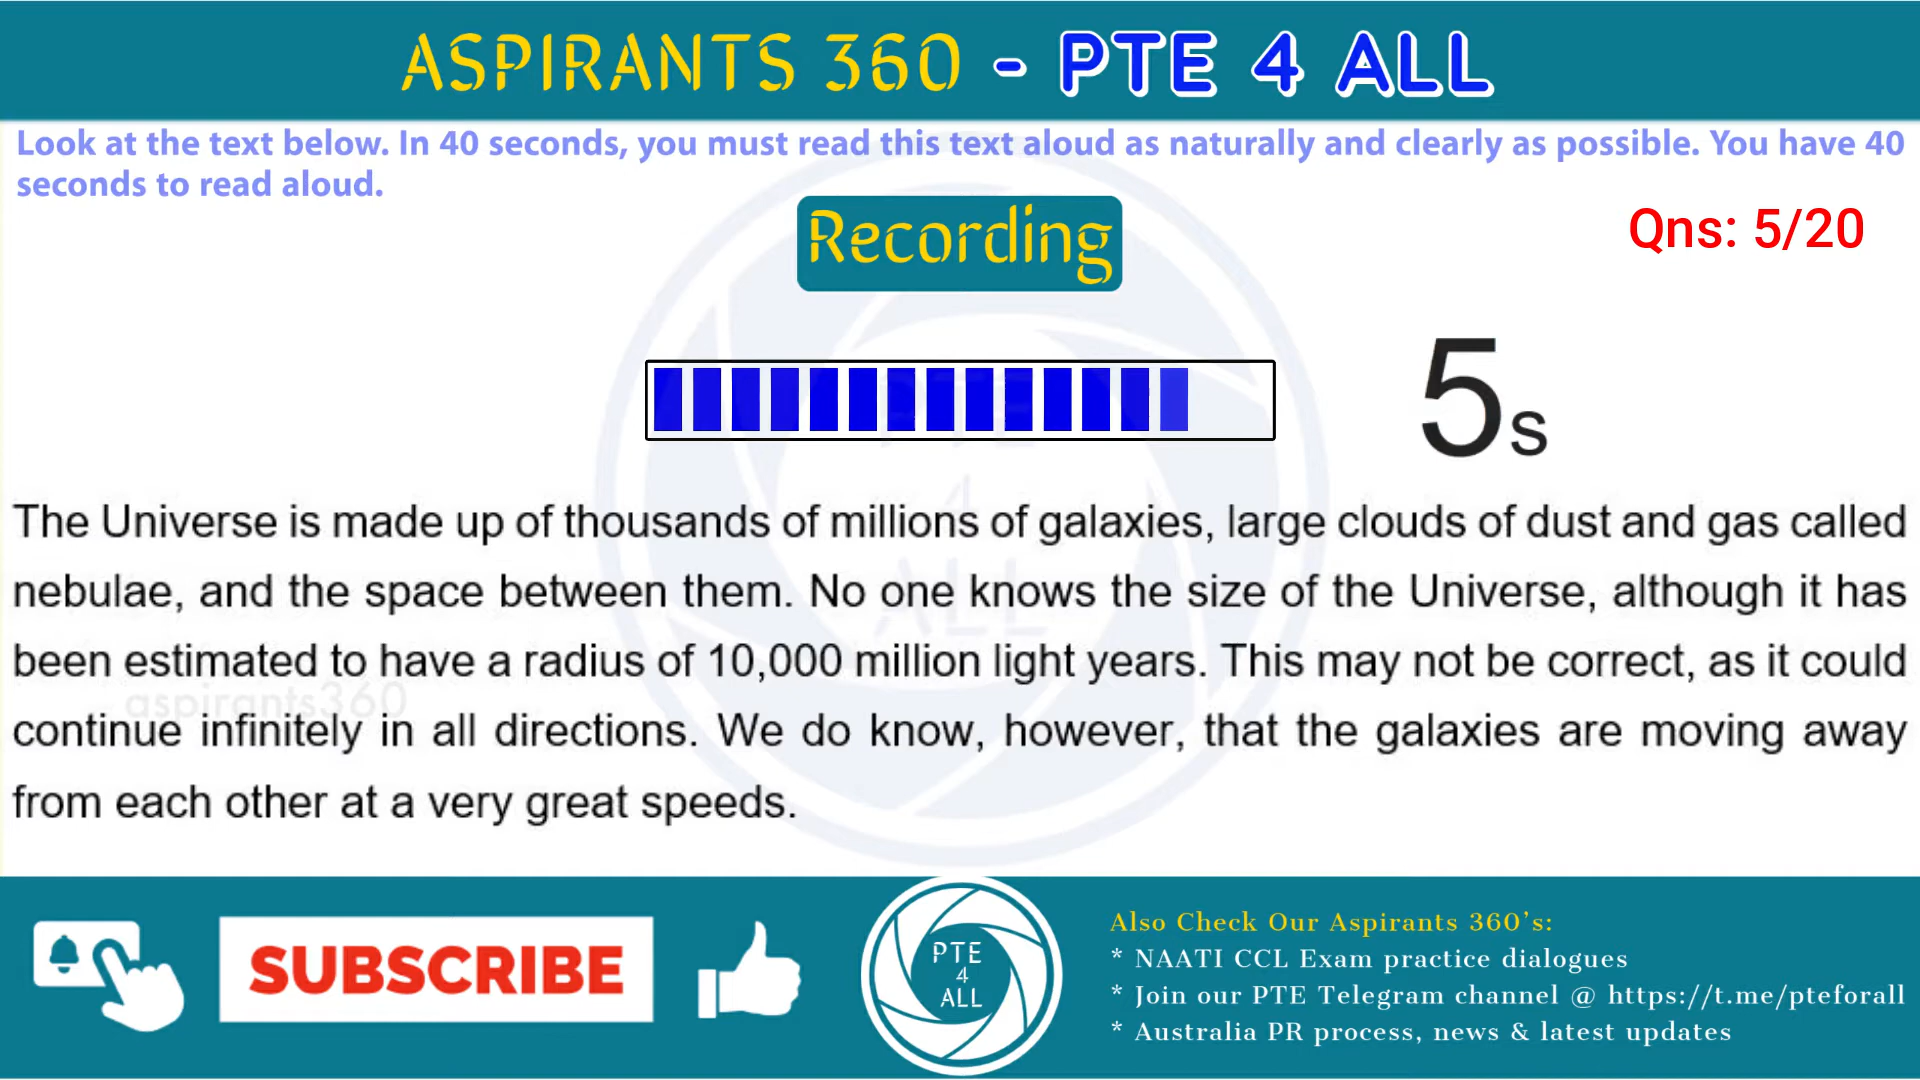 ASPIRANTS 360 - PTE 4 ALL
Look at the text below. In 40 seconds, you must read this text aloud as naturally and clearly as possible. You have 40
seconds to read aloud.
Recording
Qns: 5/20
5s
The Universe is made up of thousands of millions of galaxies, large clouds of dust and gas called
nebulae, and the space between them. No one knows the size of the Universe, although it has
been estimated to have a radius of 10,000 million light years. This may not be correct, as it could
continue infinitely in all directions. We do know, however, that the galaxies are moving away
from each other at a very great speeds.
aspirants360
PTE
4
ALL
SUBSCRIBE
PTE
4
ALL
Also Check Our Aspirants 360's:
* NAATI CCL Exam practice dialogues
* Join our PTE Telegram channel @ https://t.me/pteforall
* Australia PR process, news & latest updates